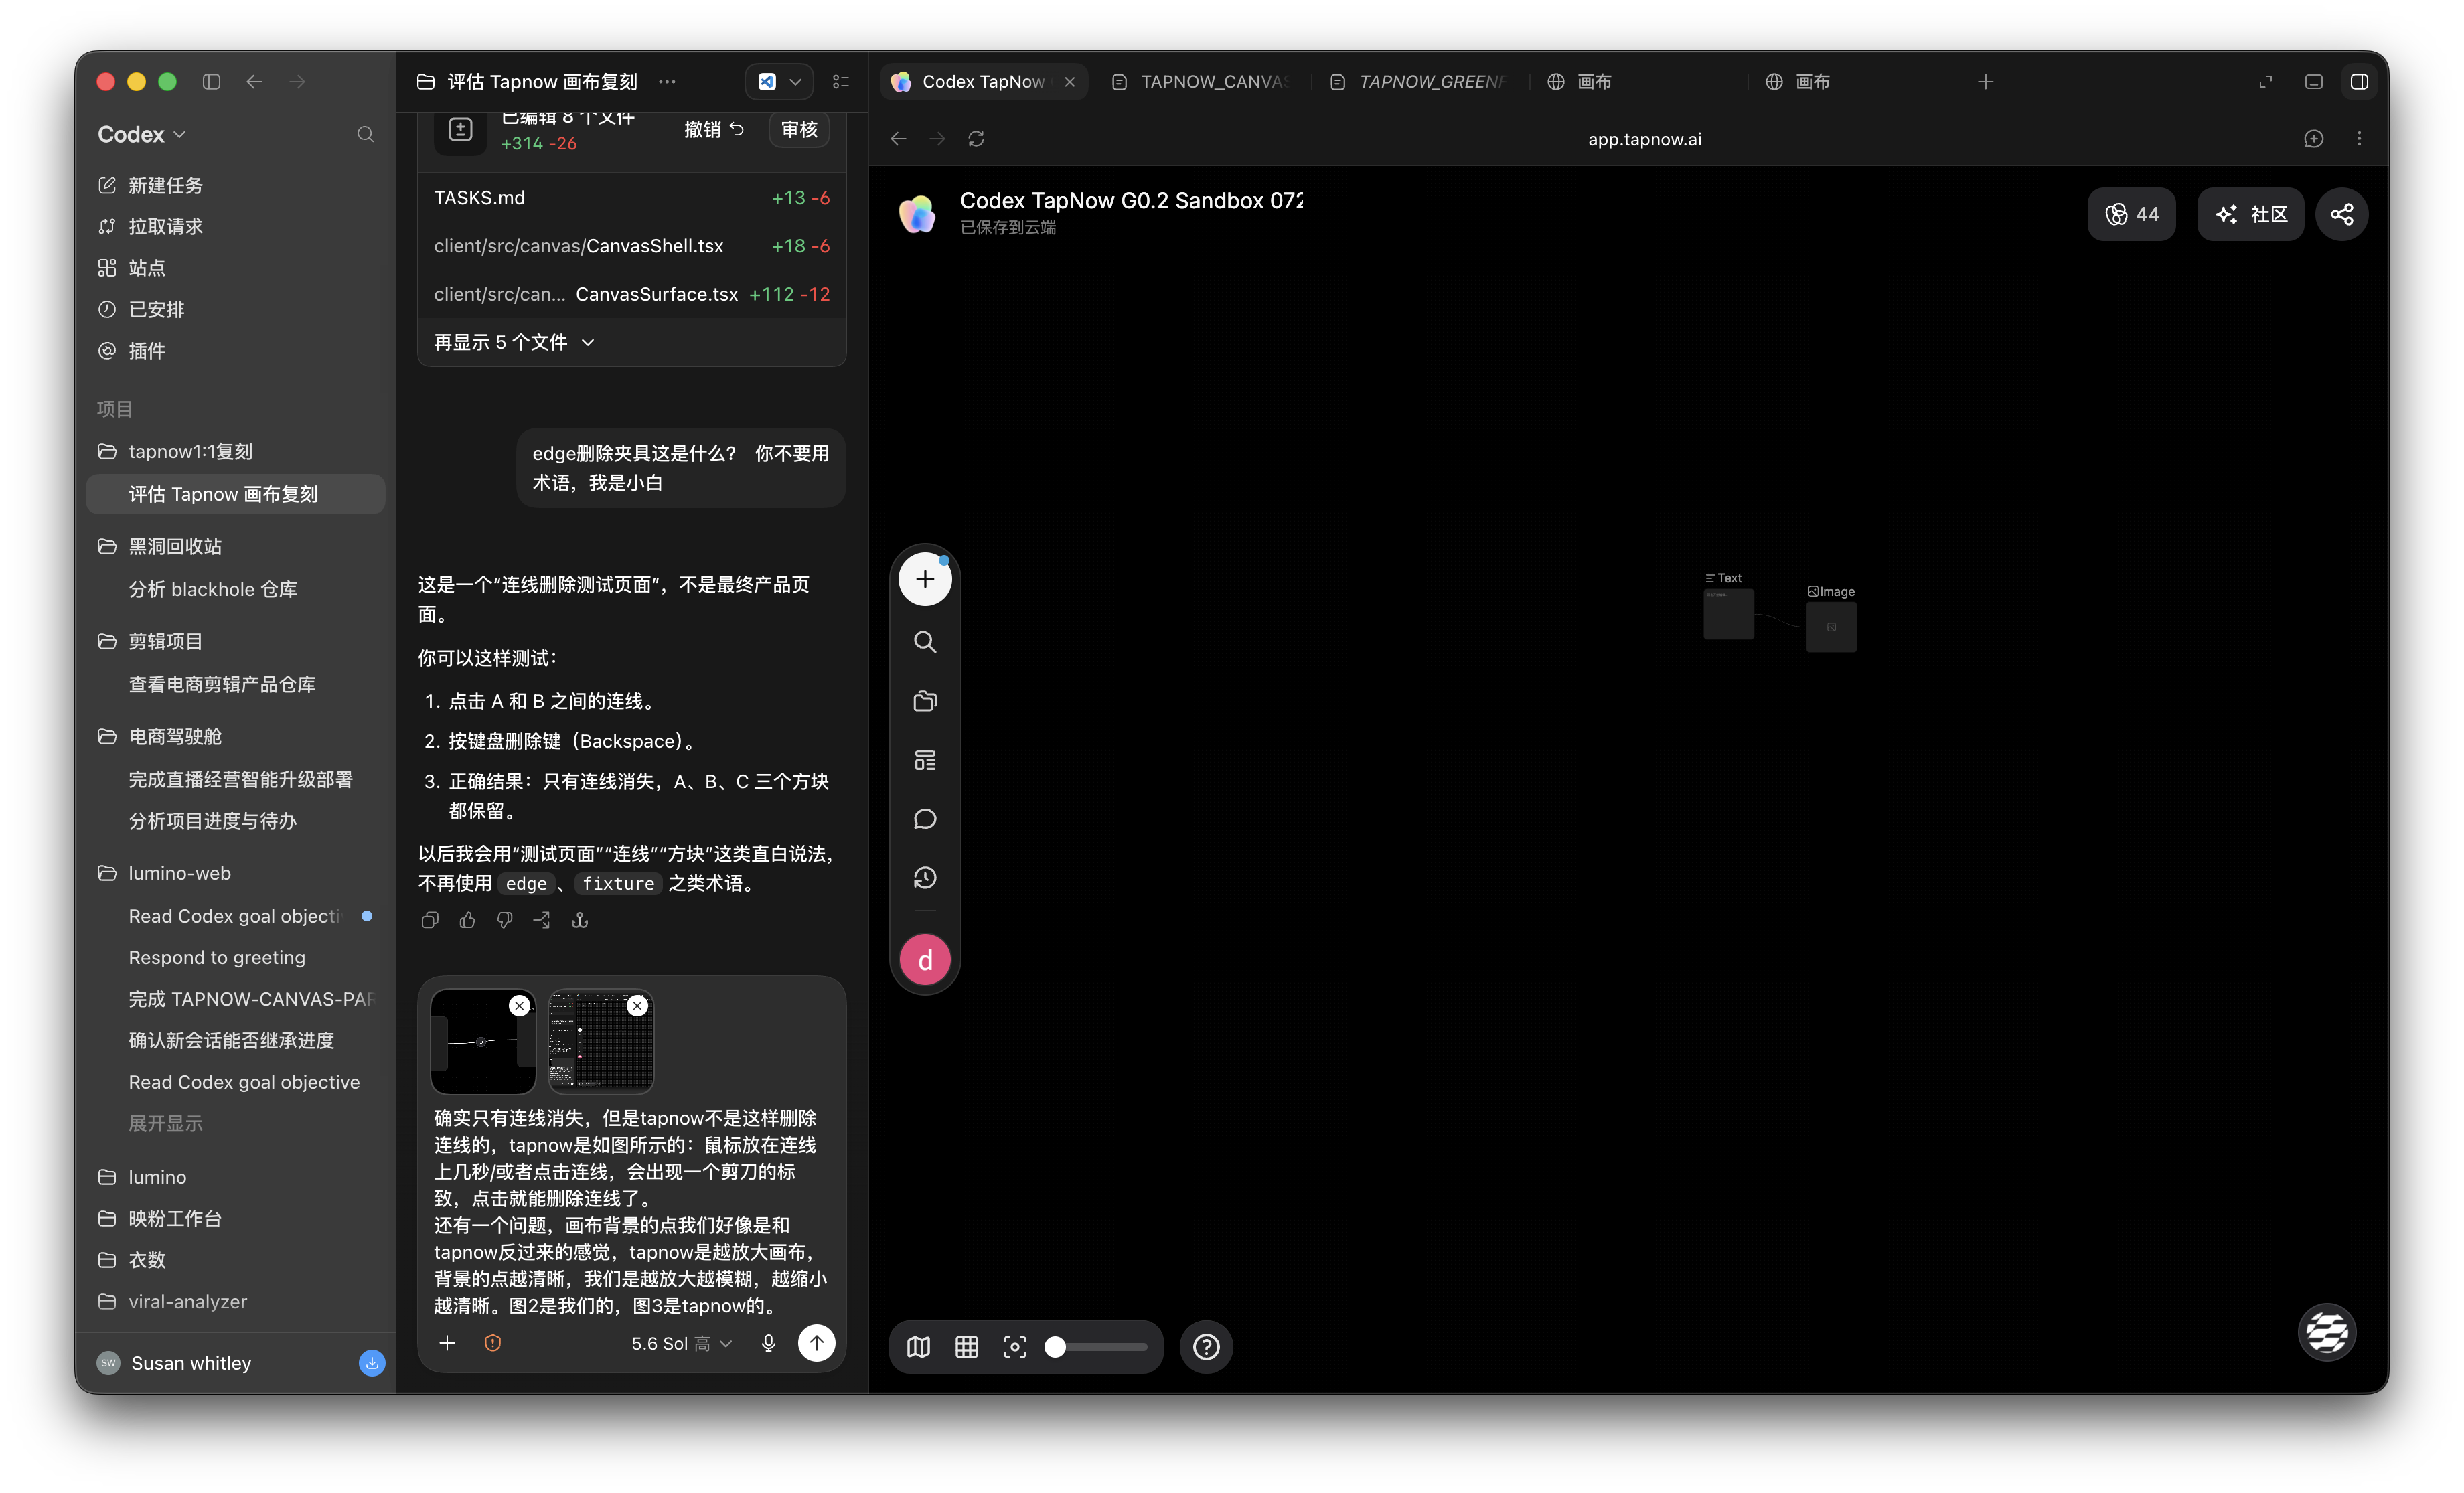 Codex
新建任务
拉取请求
站点
已安排
插件
项目
tapnow1:1复刻
评估 Tapnow 画布复刻
黑洞回收站
分析 blackhole 仓库
剪辑项目
查看电商剪辑产品仓库
电商驾驶舱
完成直播经营智能升级部署
分析项目进度与待办
lumino-web
Read Codex goal objecti
Respond to greeting
完成 TAPNOW-CANVAS-PAR
确认新会话能否继承进度
Read Codex goal objective
展开显示
lumino
映粉工作台
衣数
viral-analyzer
SW Susan whitley
评估 Tapnow 画布复刻
已编辑 8 个文件
+314 -26
撤销
审核
TASKS.md +13 -6
client/src/canvas/CanvasShell.tsx +18 -6
client/src/can... CanvasSurface.tsx +112 -12
再显示 5 个文件
edge删除夹具这是什么? 你不要用
术语，我是小白
这是一个“连线删除测试页面”，不是最终产品页
面。
你可以这样测试：
1. 点击 A 和 B 之间的连线。
2. 按键盘删除键（Backspace）。
3. 正确结果：只有连线消失，A、B、C 三个方块
都保留。
以后我会用“测试页面”“连线”“方块”这类直白说法，
不再使用 edge、fixture 之类术语。
确实只有连线消失，但是tapnow不是这样删除
连线的，tapnow是如图所示的：鼠标放在连线
上几秒/或者点击连线，会出现一个剪刀的标
致，点击就能删除连线了。
还有一个问题，画布背景的点我们好像是和
tapnow反过来的感觉，tapnow是越放大画布，
背景的点越清晰，我们是越放大越模糊，越缩小
越清晰。图2是我们的，图3是tapnow的。
5.6 Sol 高
Codex TapNow
TAPNOW_CANVAS
TAPNOW_GREENF
画布
画布
app.tapnow.ai
Codex TapNow G0.2 Sandbox 072
已保存到云端
44
社区
Text
Image
d